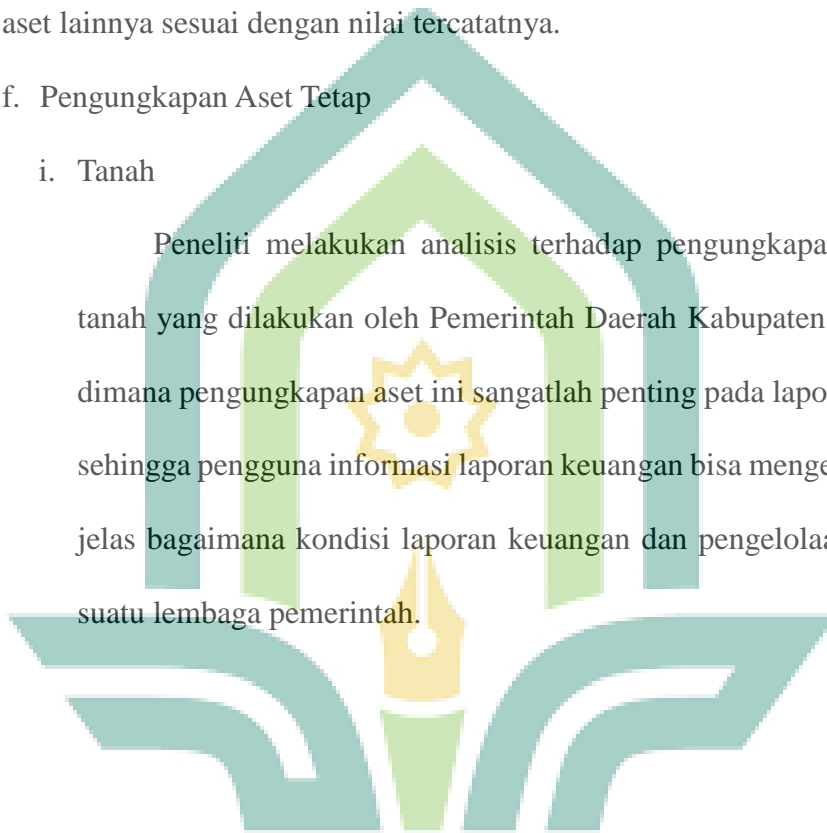 aset lainnya sesuai dengan nilai tercatatnya.
f. Pengungkapan Aset Tetap
i. Tanah
Peneliti melakukan analisis terhadap pengungkapa
tanah yang dilakukan oleh Pemerintah Daerah Kabupaten
dimana pengungkapan aset ini sangatlah penting pada lapo
sehingga pengguna informasi laporan keuangan bisa menge
jelas bagaimana kondisi laporan keuangan dan pengelolaa
suatu lembaga pemerintah.